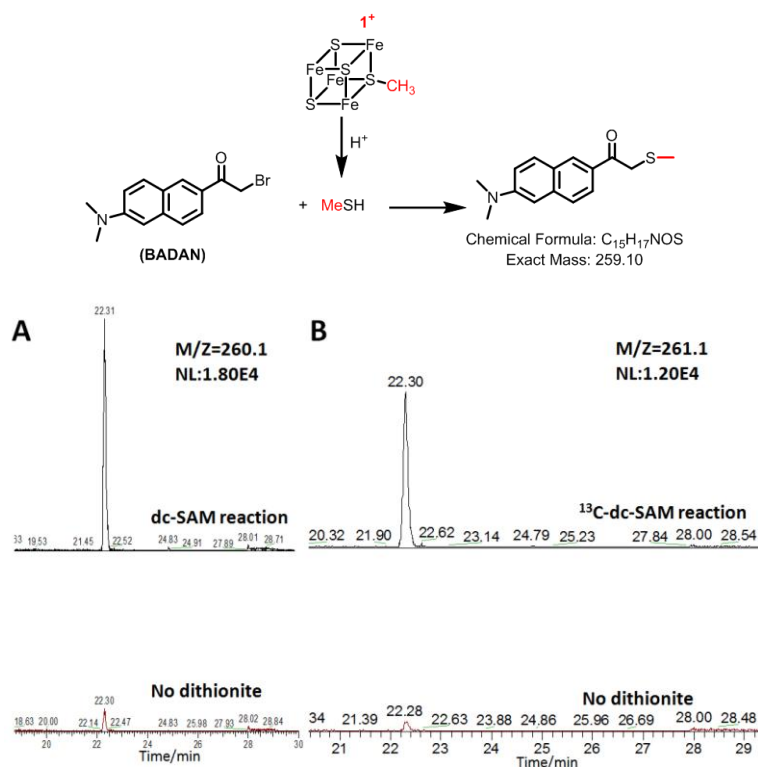 1+
S
Fe
Fe
S
Fe
S
CH3
S
Fe
H+
O
Br
N
(BADAN)
+ MeSH
O
S
N
Chemical Formula: C15H17NOS
Exact Mass: 259.10
A
22.31
M/Z=260.1
NL:1.80E4
dc-SAM reaction
63 19.53 21.45 22.52 24.83 24.91 27.89 28.01 28.71
No dithionite
22.30
18.63 20.00 22.14 22.47 24.83 25.98 27.93 28.02 28.84
20 22 24 26 28 30
Time/min
B
22.30
M/Z=261.1
NL:1.20E4
13C-dc-SAM reaction
20.32 21.90 22.62 23.14 24.79 25.23 27.84 28.00 28.54
No dithionite
34 21.39 22.28 22.63 23.88 24.86 25.96 26.69 28.00 28.48
21 22 23 24 25 26 27 28 29
Time/min